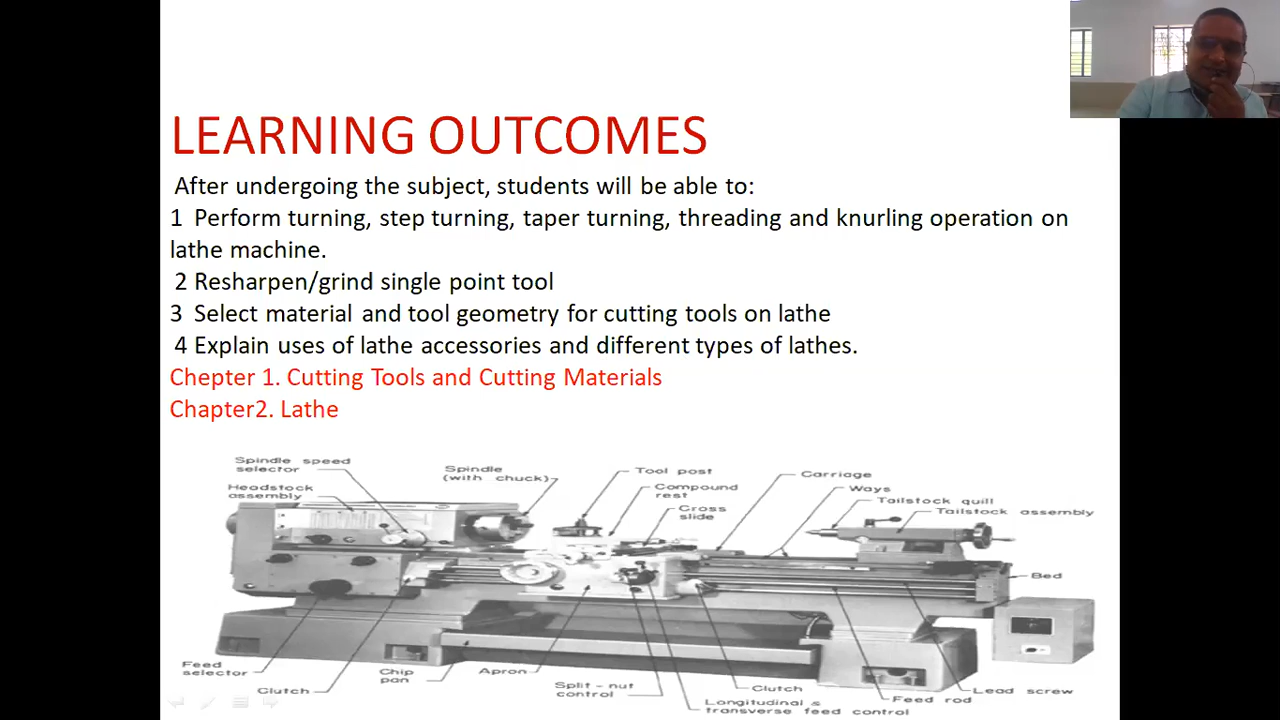 LEARNING OUTCOMES
After undergoing the subject, students will be able to:
1 Perform turning, step turning, taper turning, threading and knurling operation on
lathe machine.
2 Resharpen/grind single point tool
3 Select material and tool geometry for cutting tools on lathe
4 Explain uses of lathe accessories and different types of lathes.
Chepter 1. Cutting Tools and Cutting Materials
Chapter2. Lathe
Spindle speed
selector
Headstock
assembly
Spindle
(with chuck)
Tool post
Compound
rest
Cross
slide
Carriage
Ways
Tailstock quill
Tailstock assembly
Bed
Feed
selector
Clutch
Chip
pan
Apron
Split - nut
control
Longitudinal &
transverse feed control
Clutch
Feed rod
Lead screw